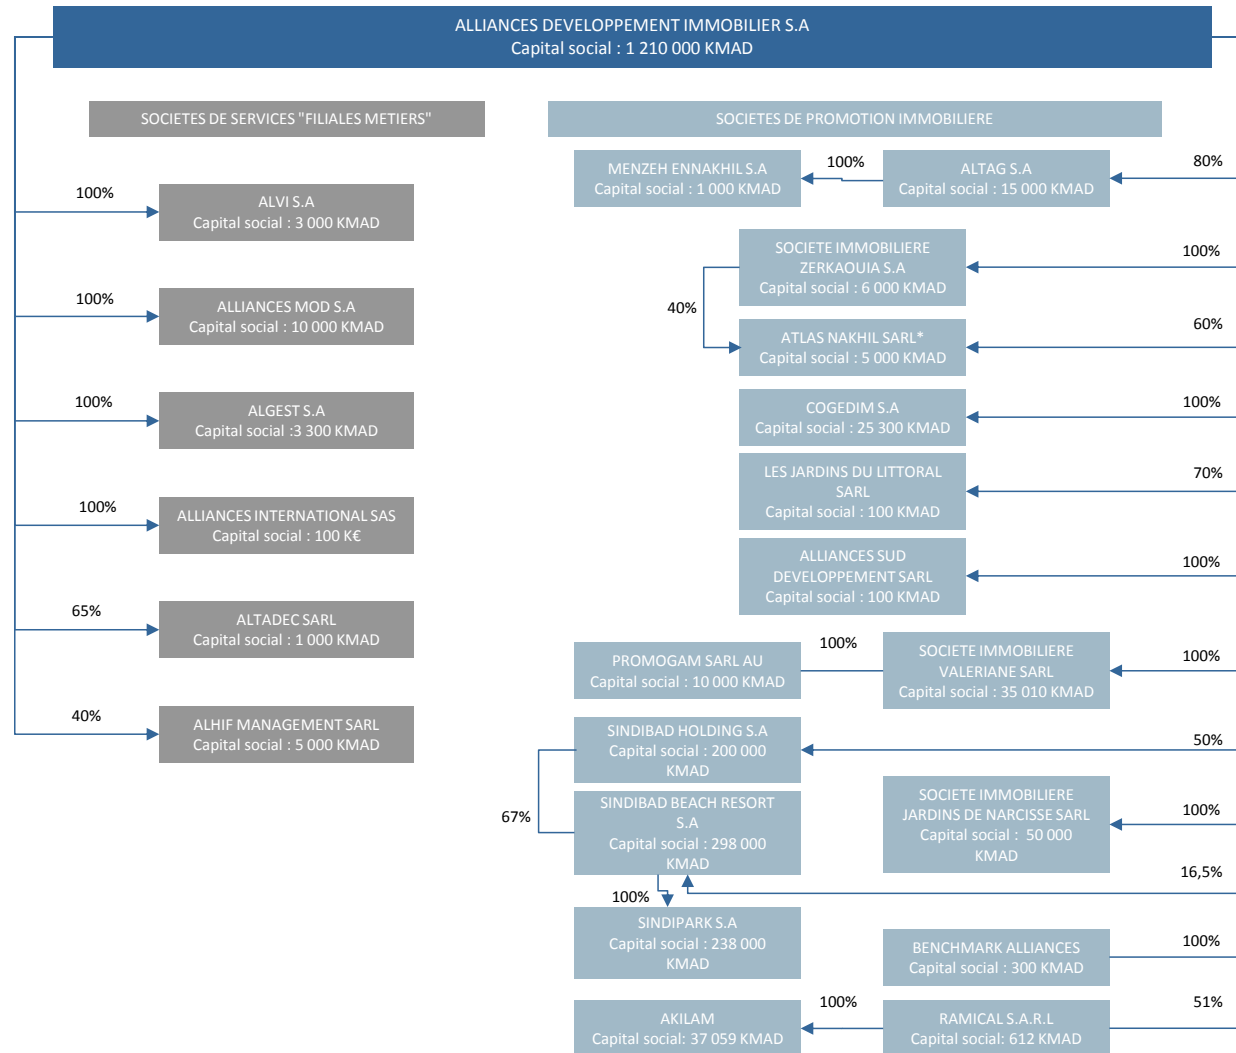 ALLIANCES DEVELOPPEMENT IMMOBILIER S.A
Capital social : 1 210 000 KMAD
SOCIETES DE SERVICES "FILIALES METIERS"
100%
ALVI S.A
Capital social : 3 000 KMAD
100%
ALLIANCES MOD S.A
Capital social : 10 000 KMAD
100%
ALGEST S.A
Capital social :3 300 KMAD
100%
ALLIANCES INTERNATIONAL SAS
Capital social : 100 K€
65%
ALTADEC SARL
Capital social : 1 000 KMAD
40%
ALHIF MANAGEMENT SARL
Capital social : 5 000 KMAD
SOCIETES DE PROMOTION IMMOBILIERE
MENZEH ENNAKHIL S.A
Capital social : 1 000 KMAD
100%
ALTAG S.A
Capital social : 15 000 KMAD
80%
SOCIETE IMMOBILIERE
ZERKAOUIA S.A
Capital social : 6 000 KMAD
100%
40%
ATLAS NAKHIL SARL*
Capital social : 5 000 KMAD
60%
COGEDIM S.A
Capital social : 25 300 KMAD
100%
LES JARDINS DU LITTORAL
SARL
Capital social : 100 KMAD
70%
ALLIANCES SUD
DEVELOPPEMENT SARL
Capital social : 100 KMAD
100%
PROMOGAM SARL AU
Capital social : 10 000 KMAD
100%
SOCIETE IMMOBILIERE
VALERIANE SARL
Capital social : 35 010 KMAD
100%
SINDIBAD HOLDING S.A
Capital social : 200 000
KMAD
50%
67%
SINDIBAD BEACH RESORT
S.A
Capital social : 298 000
KMAD
SOCIETE IMMOBILIERE
JARDINS DE NARCISSE SARL
Capital social :  50 000
KMAD
100%
16,5%
100%
SINDIPARK S.A
Capital social : 238 000
KMAD
BENCHMARK ALLIANCES
Capital social : 300 KMAD
100%
AKILAM
Capital social: 37 059 KMAD
100%
RAMICAL S.A.R.L
Capital social: 612 KMAD
51%